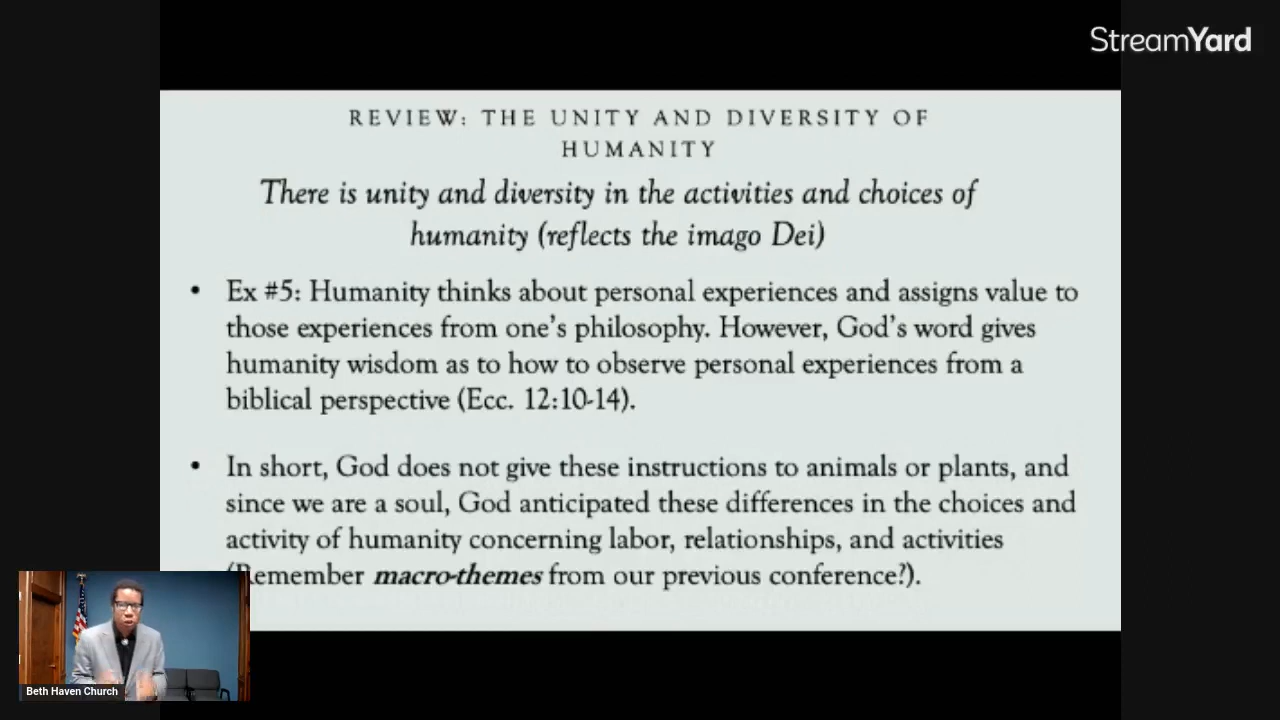 StreamYard
REVIEW: THE UNITY AND DIVERSITY OF
HUMANITY
There is unity and diversity in the activities and choices of
humanity (reflects the imago Dei)
• Ex #5: Humanity thinks about personal experiences and assigns value to
those experiences from one's philosophy. However, God's word gives
humanity wisdom as to how to observe personal experiences from a
biblical perspective (Ecc. 12:10-14).
• In short, God does not give these instructions to animals or plants, and
since we are a soul, God anticipated these differences in the choices and
activity of humanity concerning labor, relationships, and activities
(Remember macro-themes from our previous conference?).
Beth Haven Church